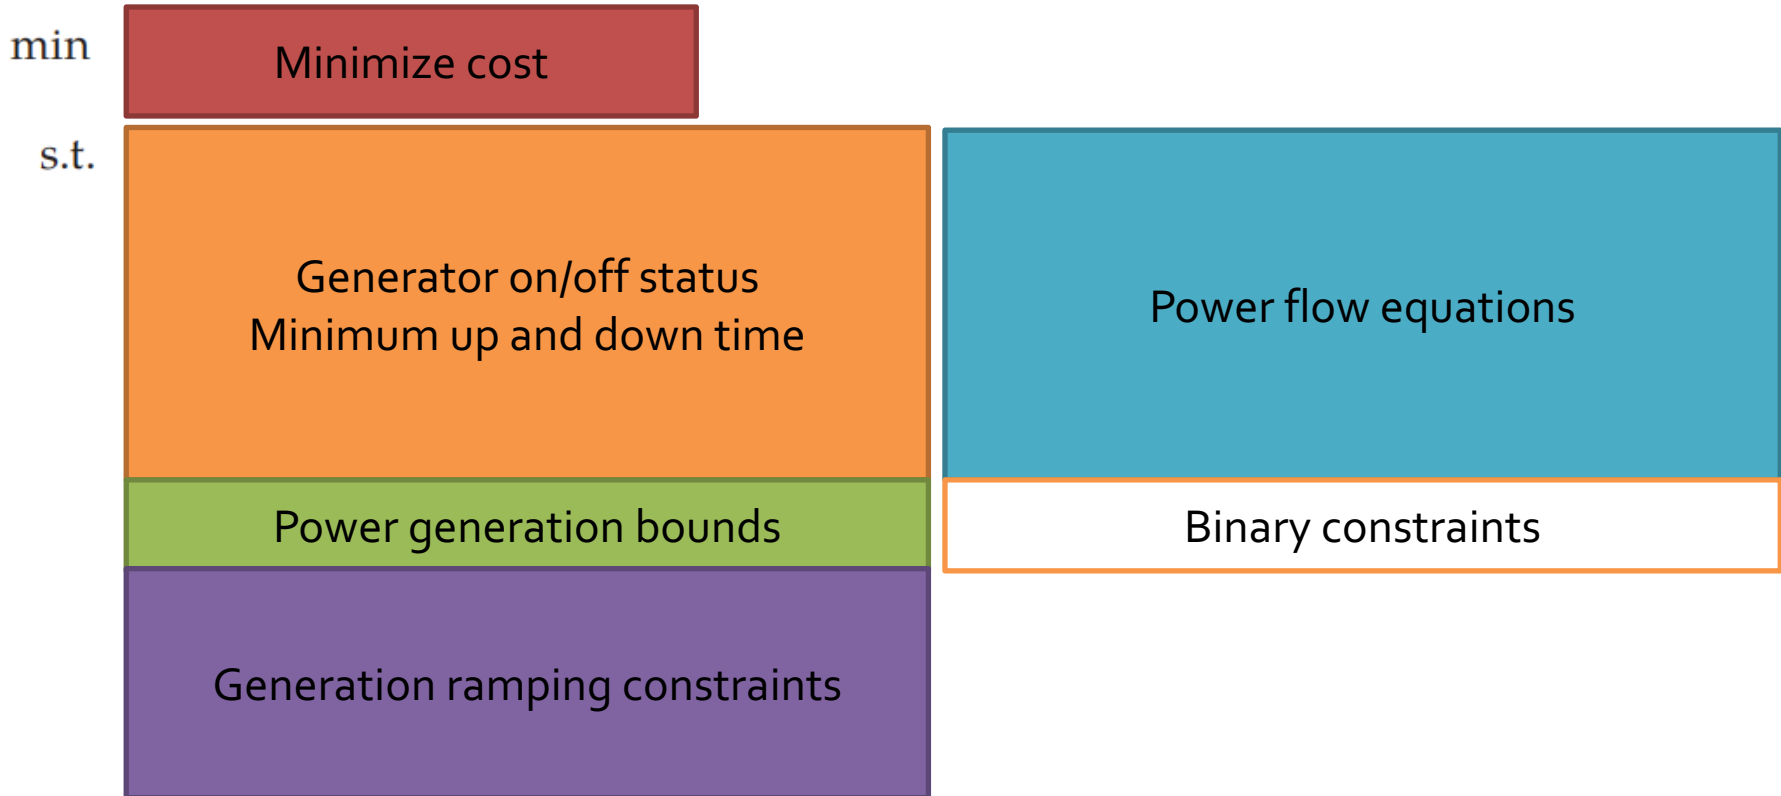 min
Minimize cost
s.t.
Generator on/off status
Minimum up and down time
Power flow equations
Power generation bounds
Binary constraints
Generation ramping constraints